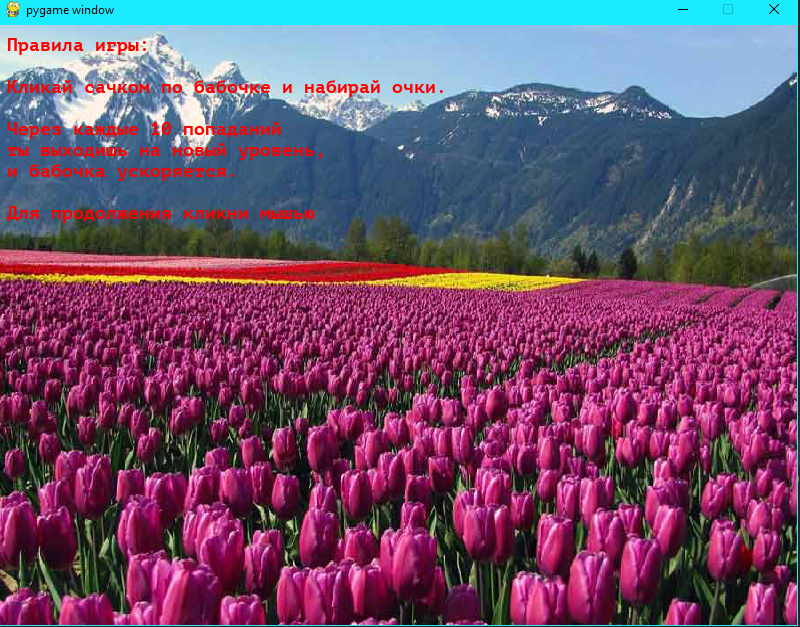 pygame window
Правила игры:
Кликай сачком по бабочке и набирай очки.
Через каждые 10 попаданий
ты выходишь на новый уровень,
и бабочка ускоряется.
Для продолжения кликни мышью